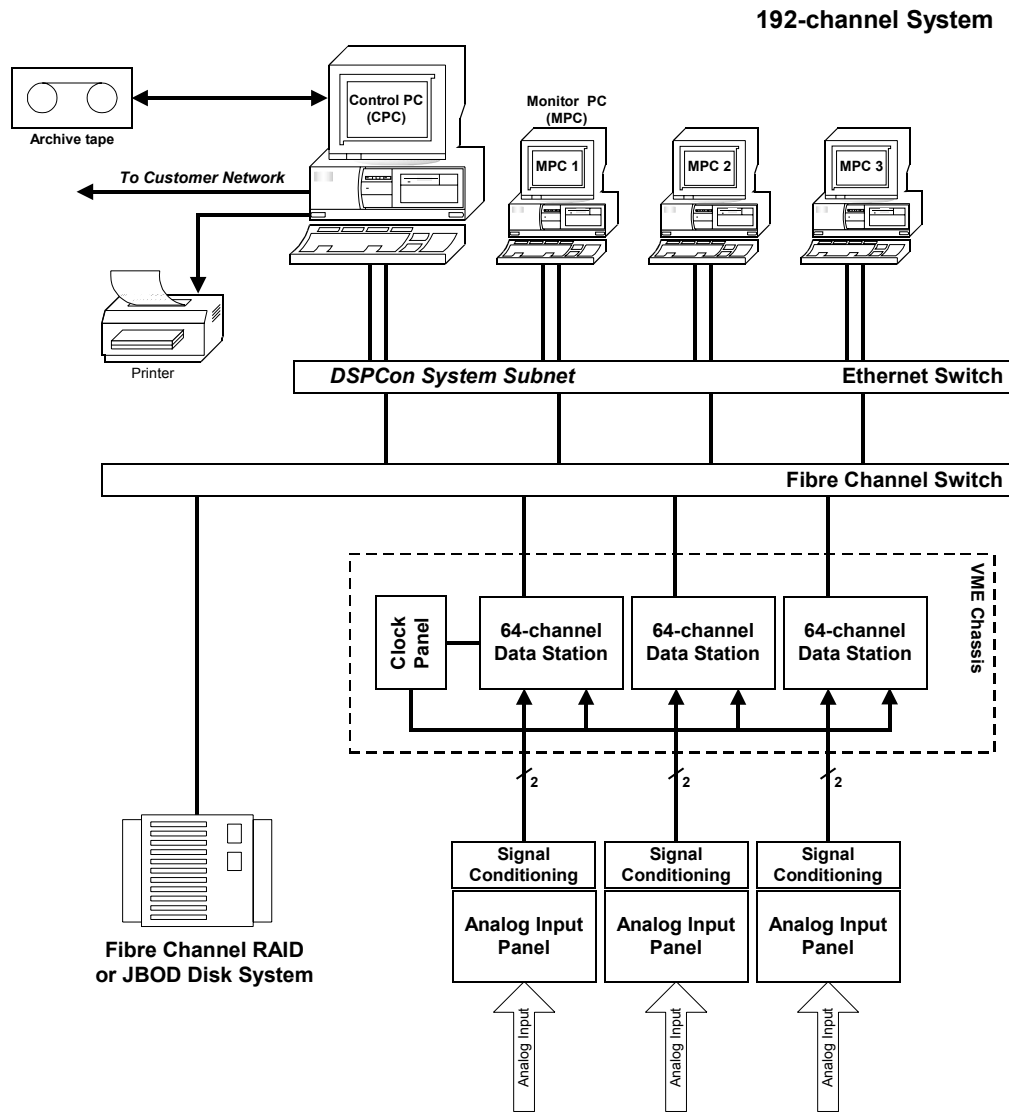 192-channel System
Control PC
(CPC)
Archive tape
Monitor PC
(MPC)
MPC 1
MPC 2
MPC 3
To Customer Network
Printer
DSPCon System Subnet
Ethernet Switch
Fibre Channel Switch
VME Chassis
Clock
Panel
64-channel
Data Station
64-channel
Data Station
64-channel
Data Station
2
2
2
Signal
Conditioning
Signal
Conditioning
Signal
Conditioning
Analog Input
Panel
Analog Input
Panel
Analog Input
Panel
Fibre Channel RAID
or JBOD Disk System
Analog Input
Analog Input
Analog Input